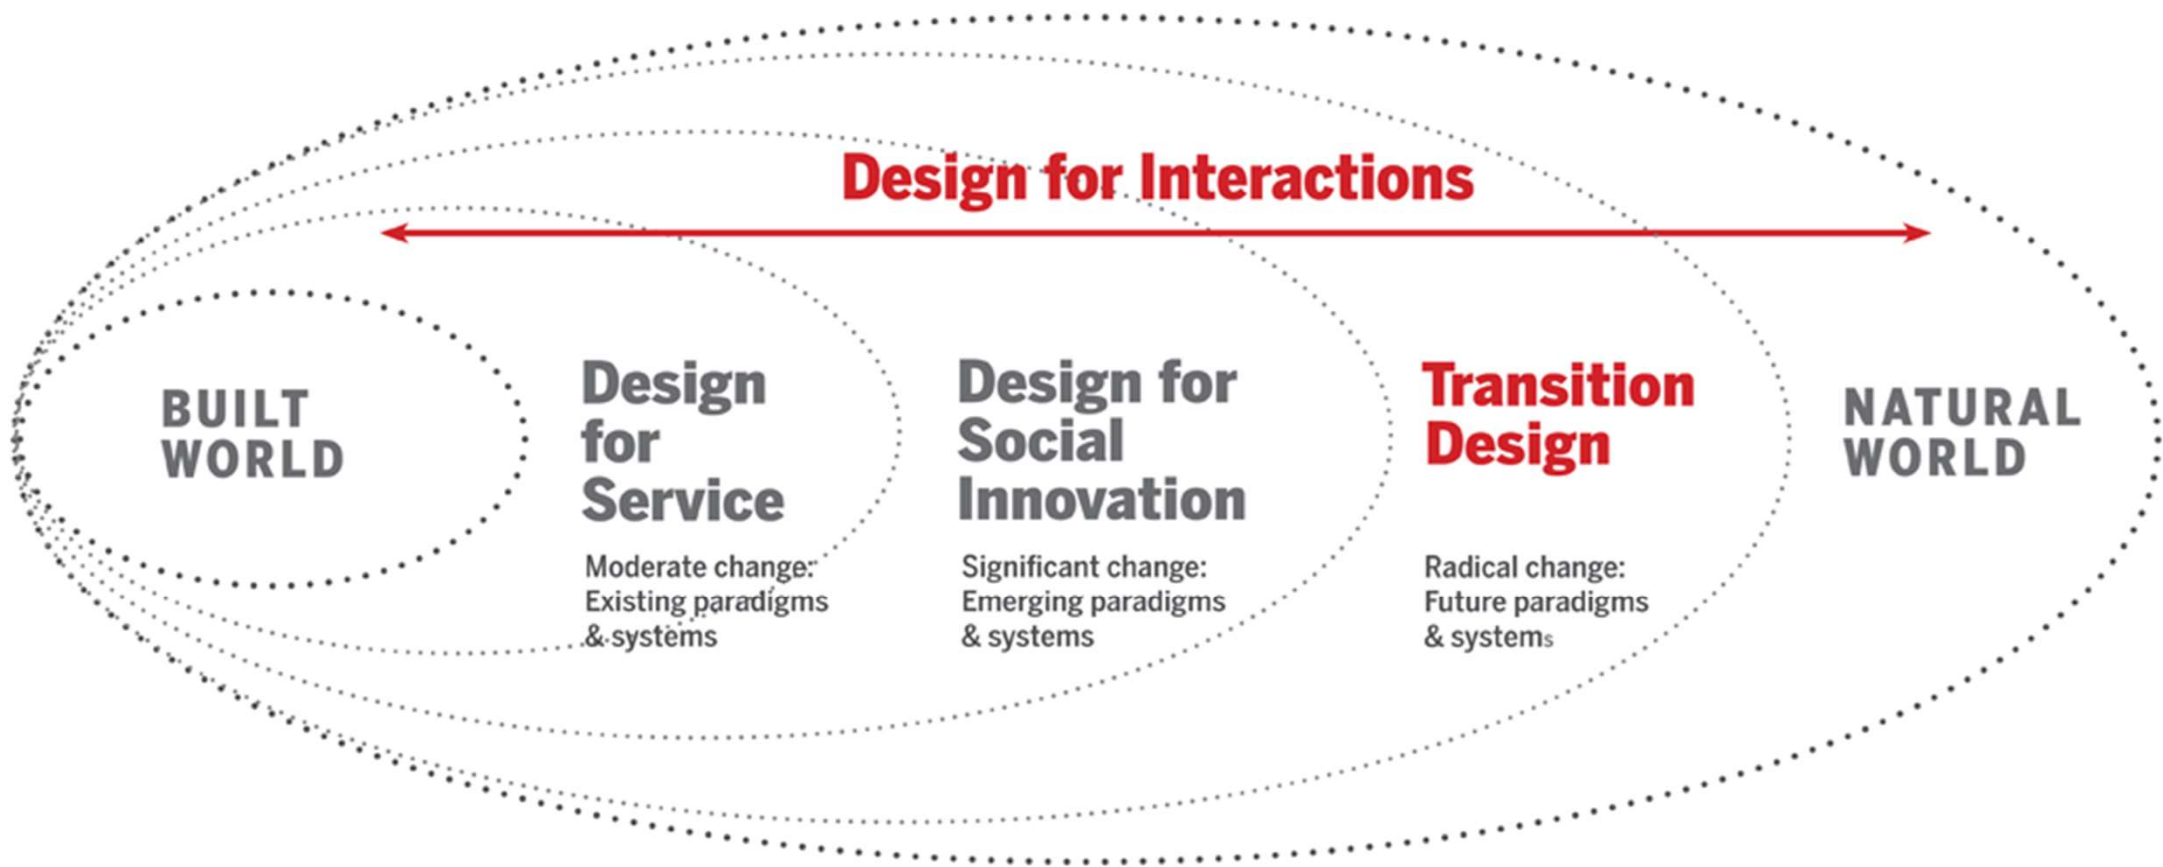 Design for Interactions
BUILT
WORLD
Design
for
Service
Moderate change:
Existing paradigms
& systems
Design for
Social
Innovation
Significant change:
Emerging paradigms
& systems
Transition
Design
Radical change:
Future paradigms
& systems
NATURAL
WORLD